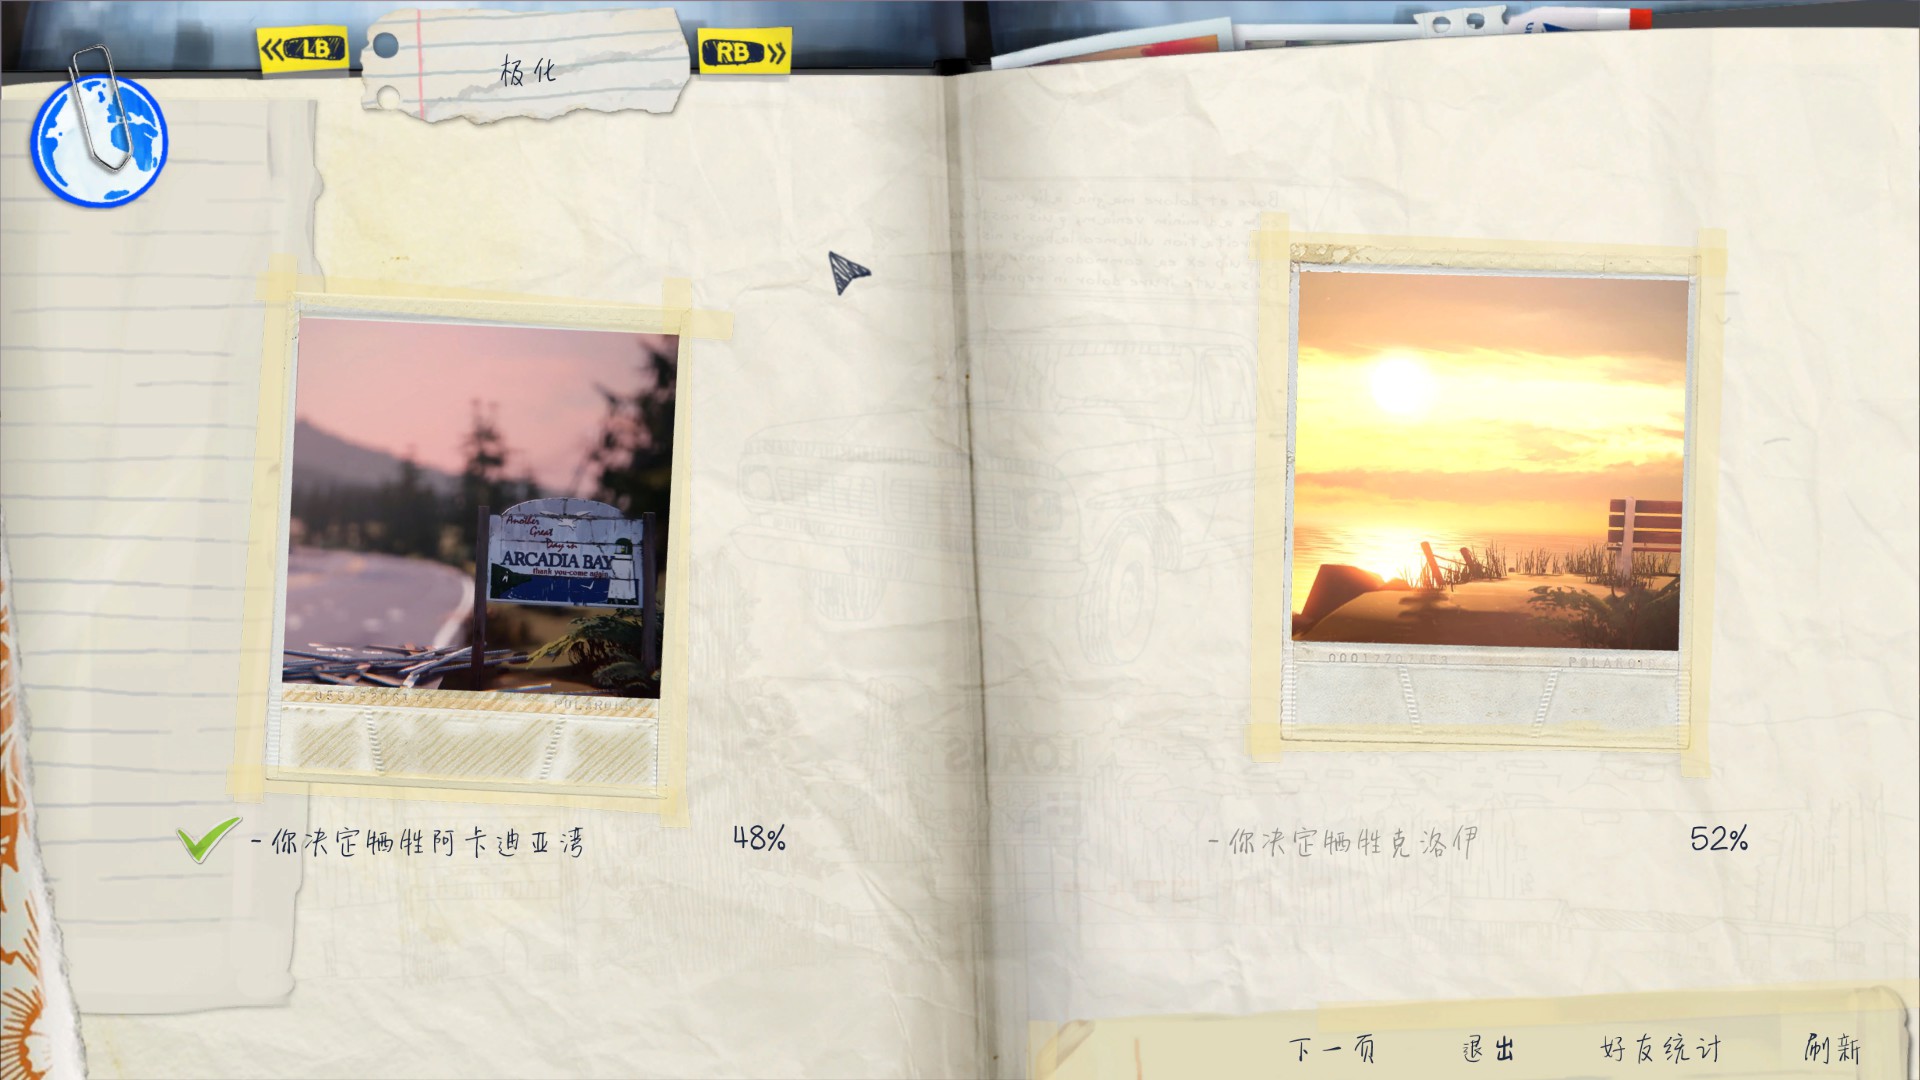 LB
极化
RB
Another
Great
Day in
ARCADIA BAY
thank you-come again
POLAROID
POLAROID
-你决定牺牲阿卡迪亚湾
48%
-你决定牺牲克洛伊
52%
下一页
退出
好友统计
刷新